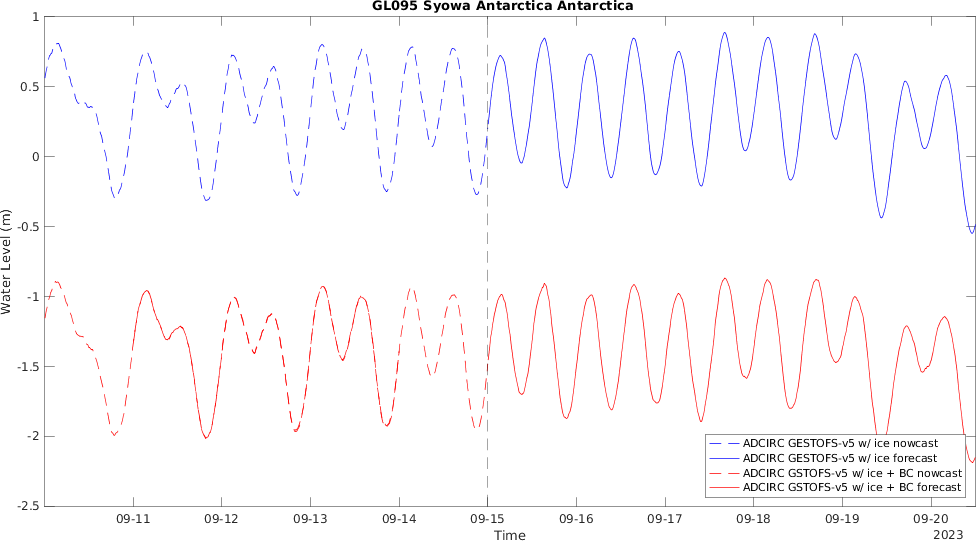 GL095 Syowa Antarctica Antarctica
1
0.5
0
-0.5
-1
-1.5
-2
-2.5
Water Level (m)
ADCIRC GESTOFS-v5 w/ ice nowcast
ADCIRC GESTOFS-v5 w/ ice forecast
ADCIRC GSTOFS-v5 w/ ice + BC nowcast
ADCIRC GSTOFS-v5 w/ ice + BC forecast
09-11 09-12 09-13 09-14 09-15 09-16 09-17 09-18 09-19 09-20
Time
2023